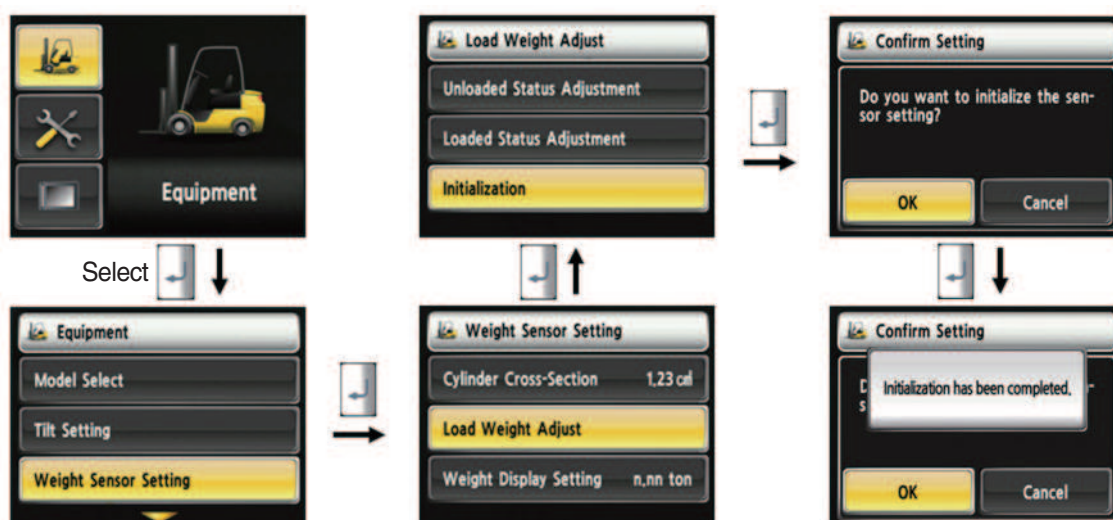 Equipment
Select
Equipment
Model Select
Tilt Setting
Weight Sensor Setting
Load Weight Adjust
Unloaded Status Adjustment
Loaded Status Adjustment
Initialization
Weight Sensor Setting
Cylinder Cross-Section 1.23 ㎠
Load Weight Adjust
Weight Display Setting n.nn ton
Confirm Setting
Do you want to initialize the sen-
sor setting?
OK Cancel
Confirm Setting
Initialization has been completed.
OK Cancel